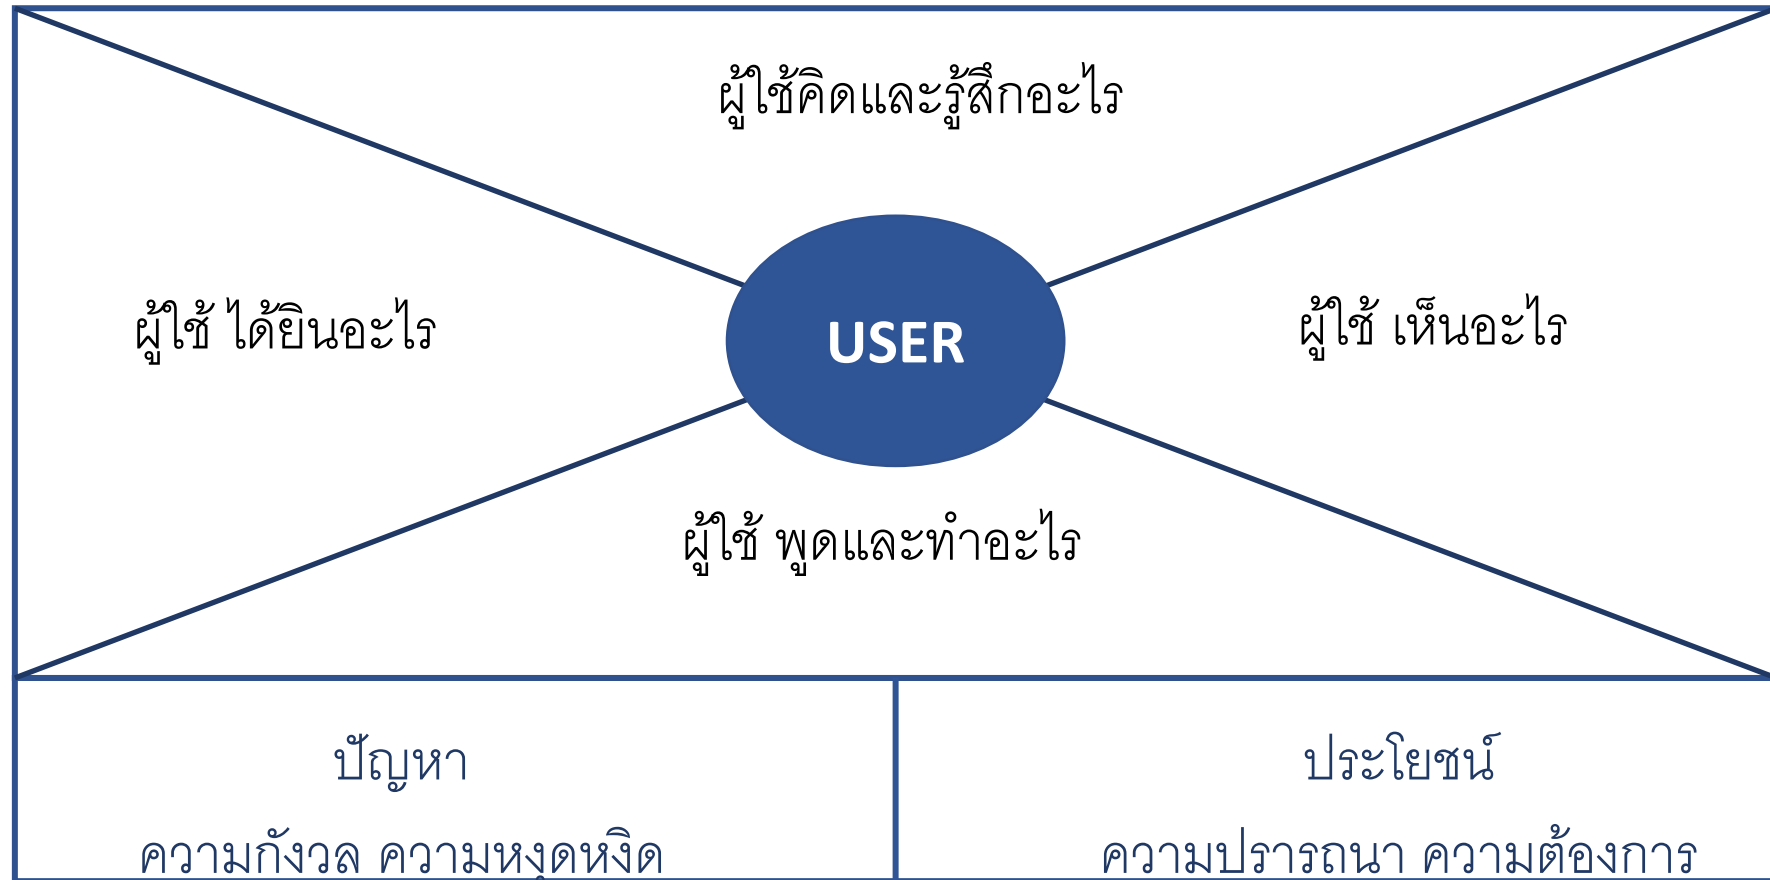 ผู้ใช้คิดและรู้สึกอะไร
ผู้ใช้ ได้ยินอะไร
USER
ผู้ใช้ เห็นอะไร
ผู้ใช้ พูดและทำอะไร
ปัญหา
ความกังวล ความหงุดหงิด
ประโยชน์
ความปรารถนา ความต้องการ